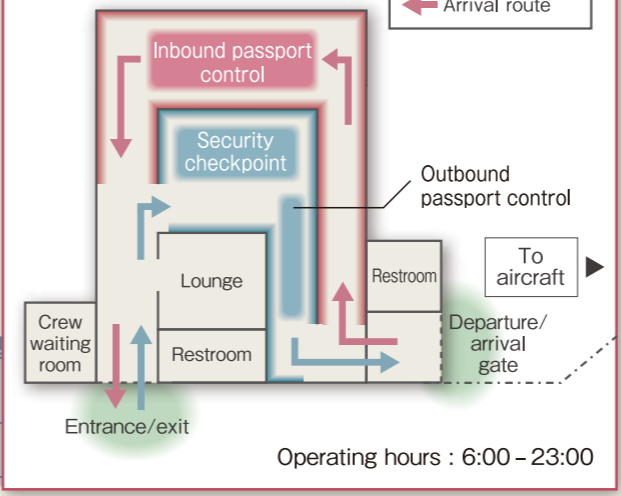 Arrival route
Inbound passport
control
Security
checkpoint
Outbound
passport control
To
aircraft
Lounge
Restroom
Crew
waiting
room
Restroom
Departure/
arrival
gate
Entrance/exit
Operating hours : 6:00 – 23:00